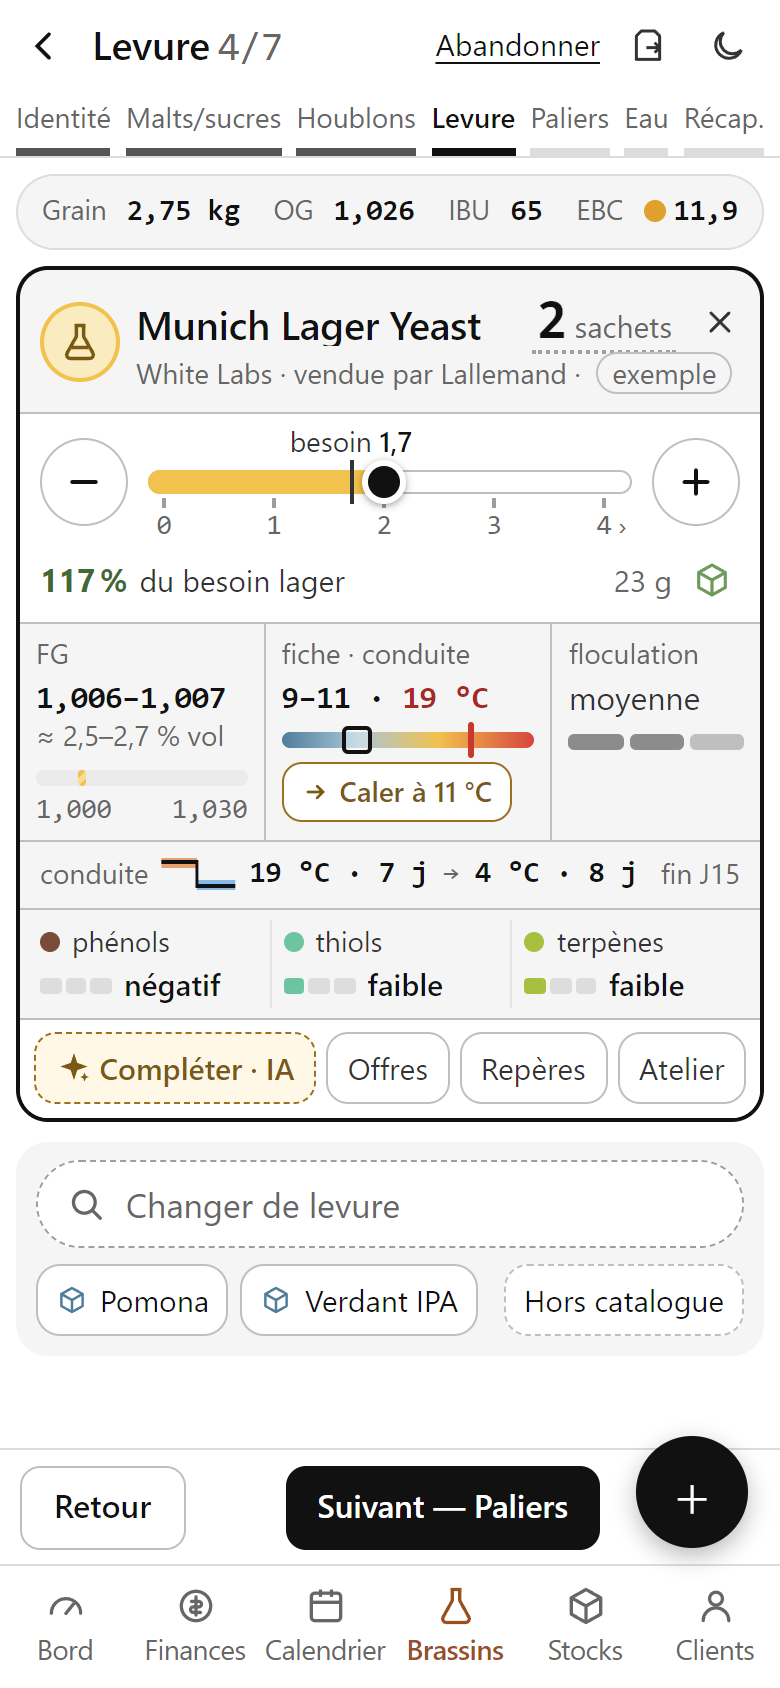 Levure 4/7 Abandonner
Identité Malts/sucres Houblons Levure Paliers Eau Récap.
Grain 2,75 kg OG 1,026 IBU 65 EBC 11,9
Munich Lager Yeast 2 sachets
White Labs · vendue par Lallemand · exemple
besoin 1,7
0 1 2 3 4 ›
117 % du besoin lager 23 g
FG fiche · conduite floculation
1,006–1,007 9–11 · 19 °C moyenne
≈ 2,5–2,7 % vol
→ Caler à 11 °C
1,000 1,030
conduite 19 °C · 7 j → 4 °C · 8 j fin J15
phénols thiols terpènes
négatif faible faible
Compléter · IA Offres Repères Atelier
Changer de levure
Pomona Verdant IPA Hors catalogue
Retour Suivant — Paliers +
Bord Finances Calendrier Brassins Stocks Clients